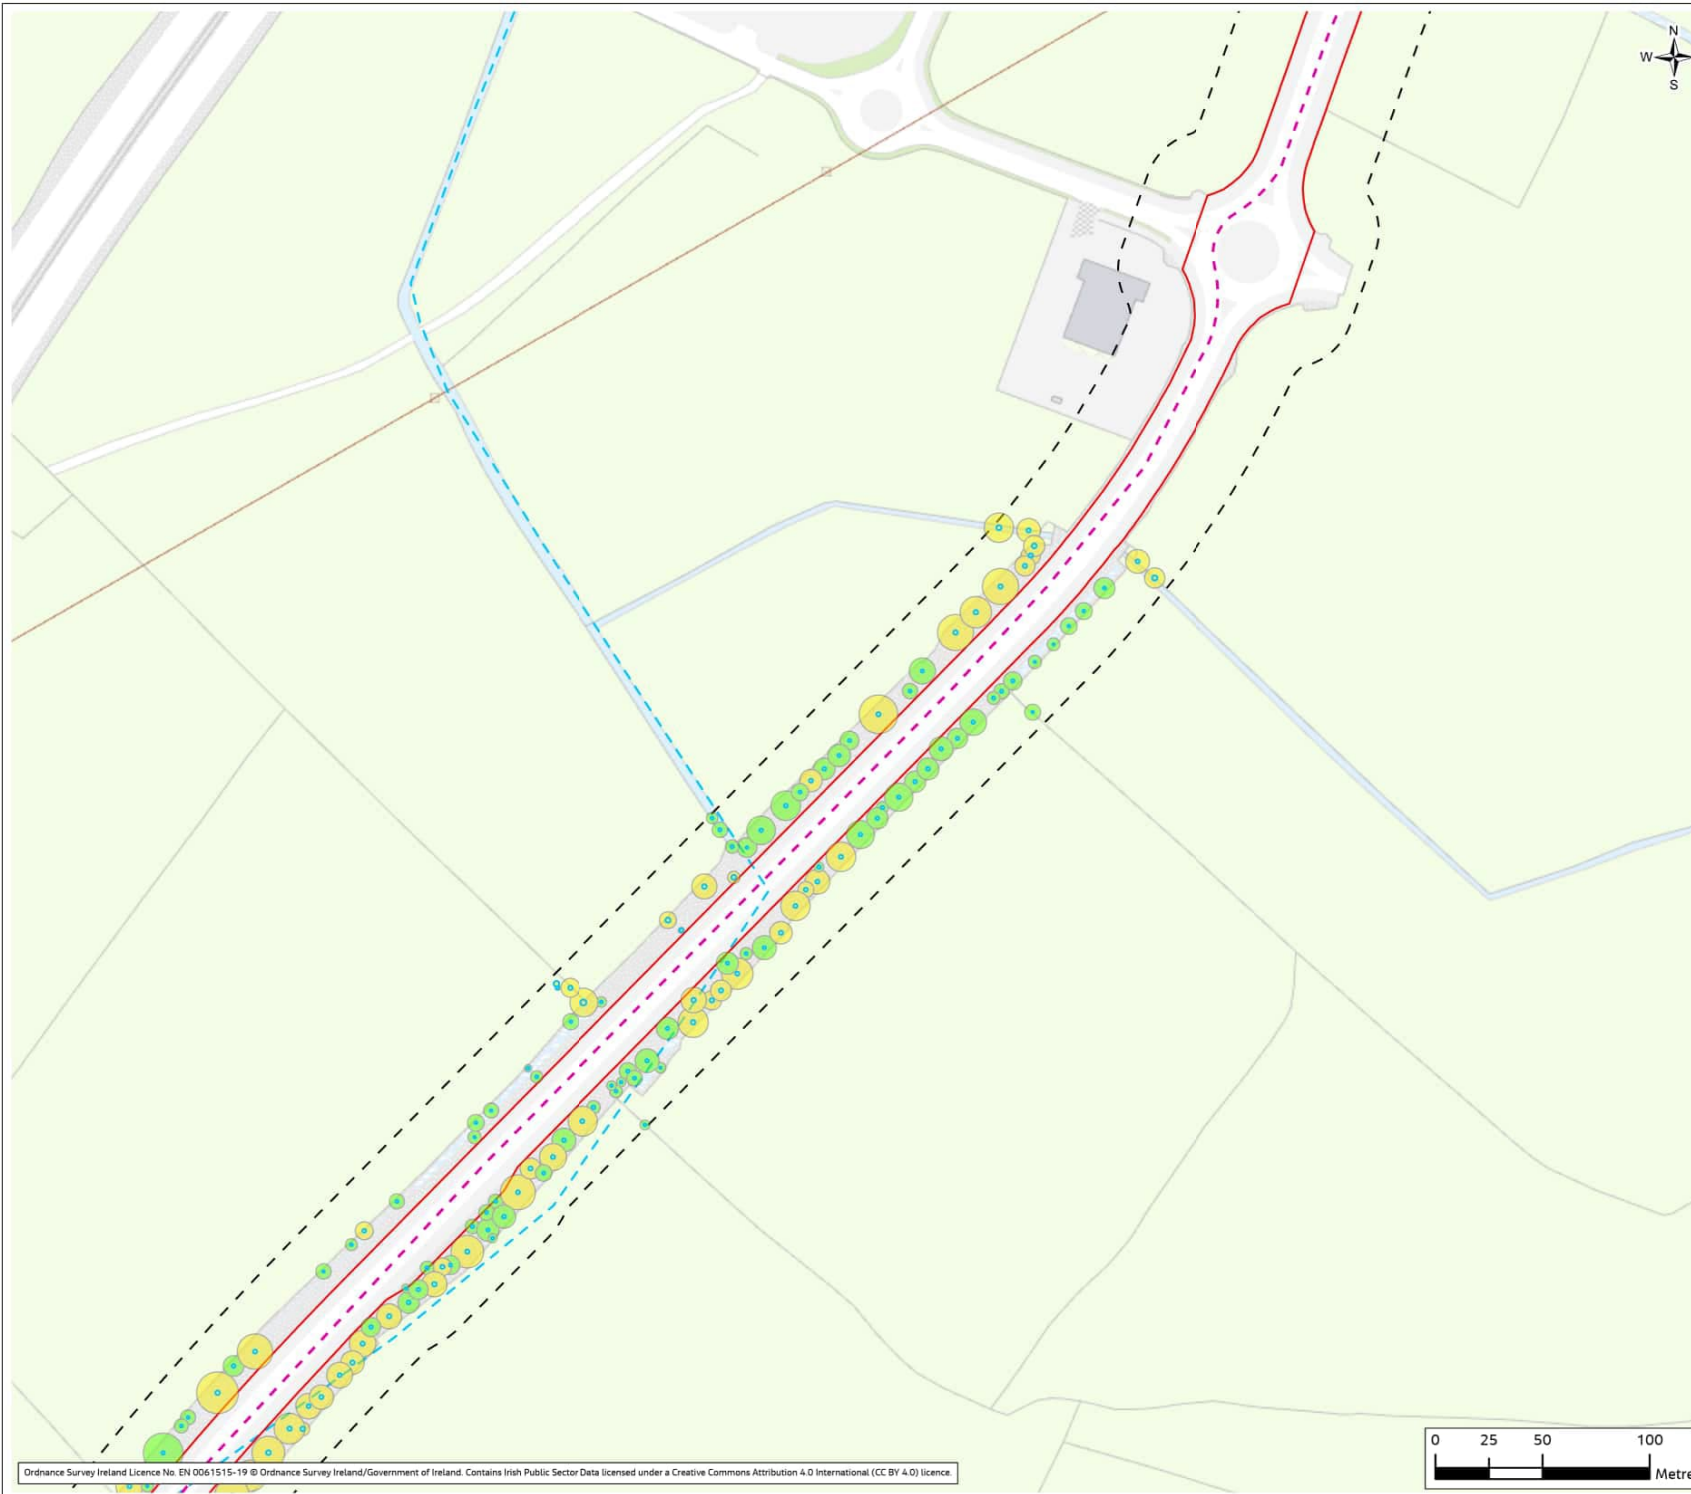 N
W
S
0 25 50 100
Metre
Ordnance Survey Ireland Licence No. EN 0061515-19 © Ordnance Survey Ireland/Government of Ireland. Contains Irish Public Sector Data licensed under a Creative Commons Attribution 4.0 International (CC BY 4.0) licence.